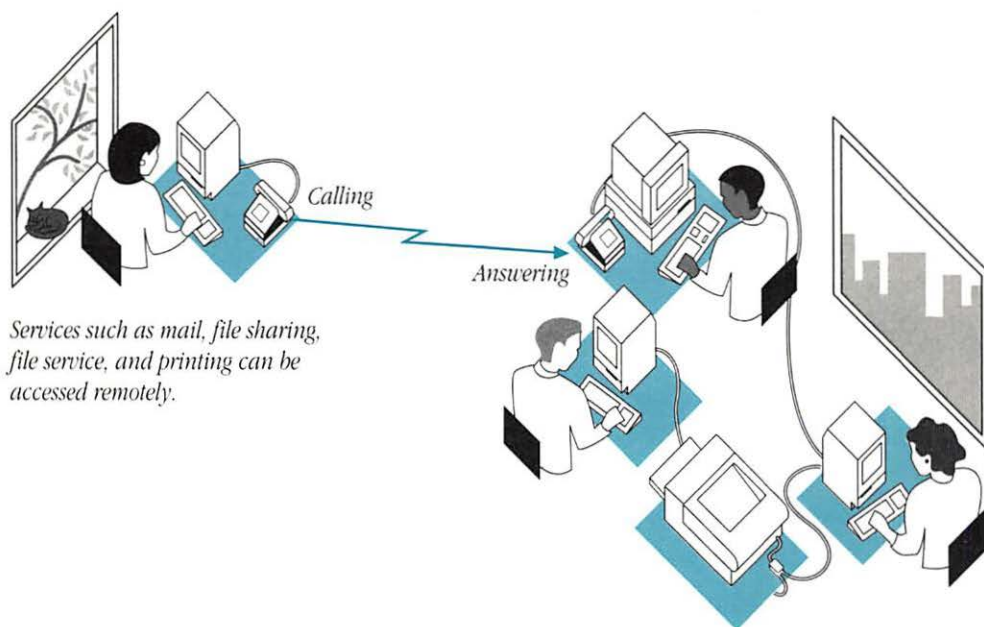 Calling
Answering
Services such as mail, file sharing,
file service, and printing can be
accessed remotely.